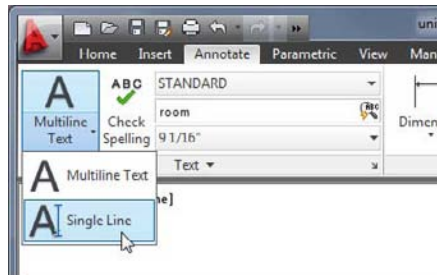 uni
Home Insert Annotate Parametric View Man
A
Multiline Text
ABC
Check Spelling
STANDARD
room
9 1/16"
ABC
Dimen
Text
A Multiline Text
A Single Line
ne]